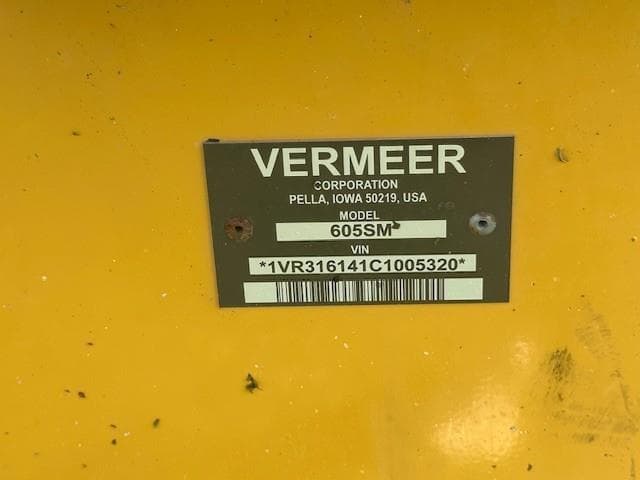 VERMEER
CORPORATION
PELLA, IOWA 50219, USA
MODEL
605SM
VIN
*1VR316141C1005320*